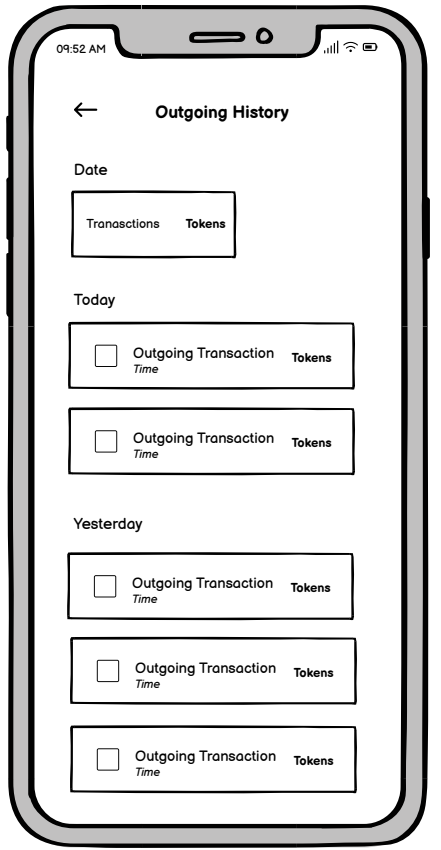 09:52 AM
Outgoing History
Date
Tranasctions Tokens
Today
Outgoing Transaction Tokens
Time
Outgoing Transaction Tokens
Time
Yesterday
Outgoing Transaction Tokens
Time
Outgoing Transaction Tokens
Time
Outgoing Transaction Tokens
Time